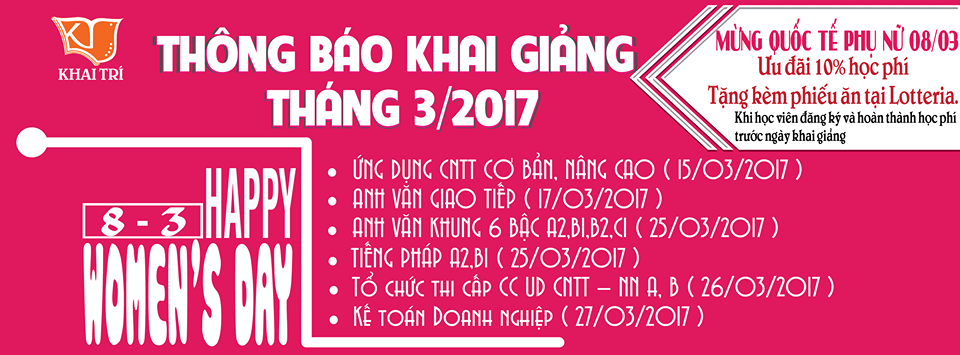 KHAI TRÍ
THÔNG BÁO KHAI GIẢNG
THÁNG 3/2017
MỪNG QUỐC TẾ PHỤ NỮ 08/03
Ưu đãi 10% học phí
Tặng kèm phiếu ăn tại Lotteria.
Khi học viên đăng ký và hoàn thành học phí
trước ngày khai giảng
8 - 3 HAPPY
WOMEN'S DAY
• ỨNG DỤNG CNTT CƠ BẢN, NÂNG CAO ( 15/03/2017 )
• ANH VĂN GIAO TIẾP ( 17/03/2017 )
• ANH VĂN KHUNG 6 BẬC A2,B1,B2,C1 ( 25/03/2017 )
• TIẾNG PHÁP A2,B1 ( 25/03/2017 )
• TỔ CHỨC THI CẤP CC UD CNTT – NN A, B ( 26/03/2017 )
• KẾ TOÁN DOANH NGHIỆP ( 27/03/2017 )